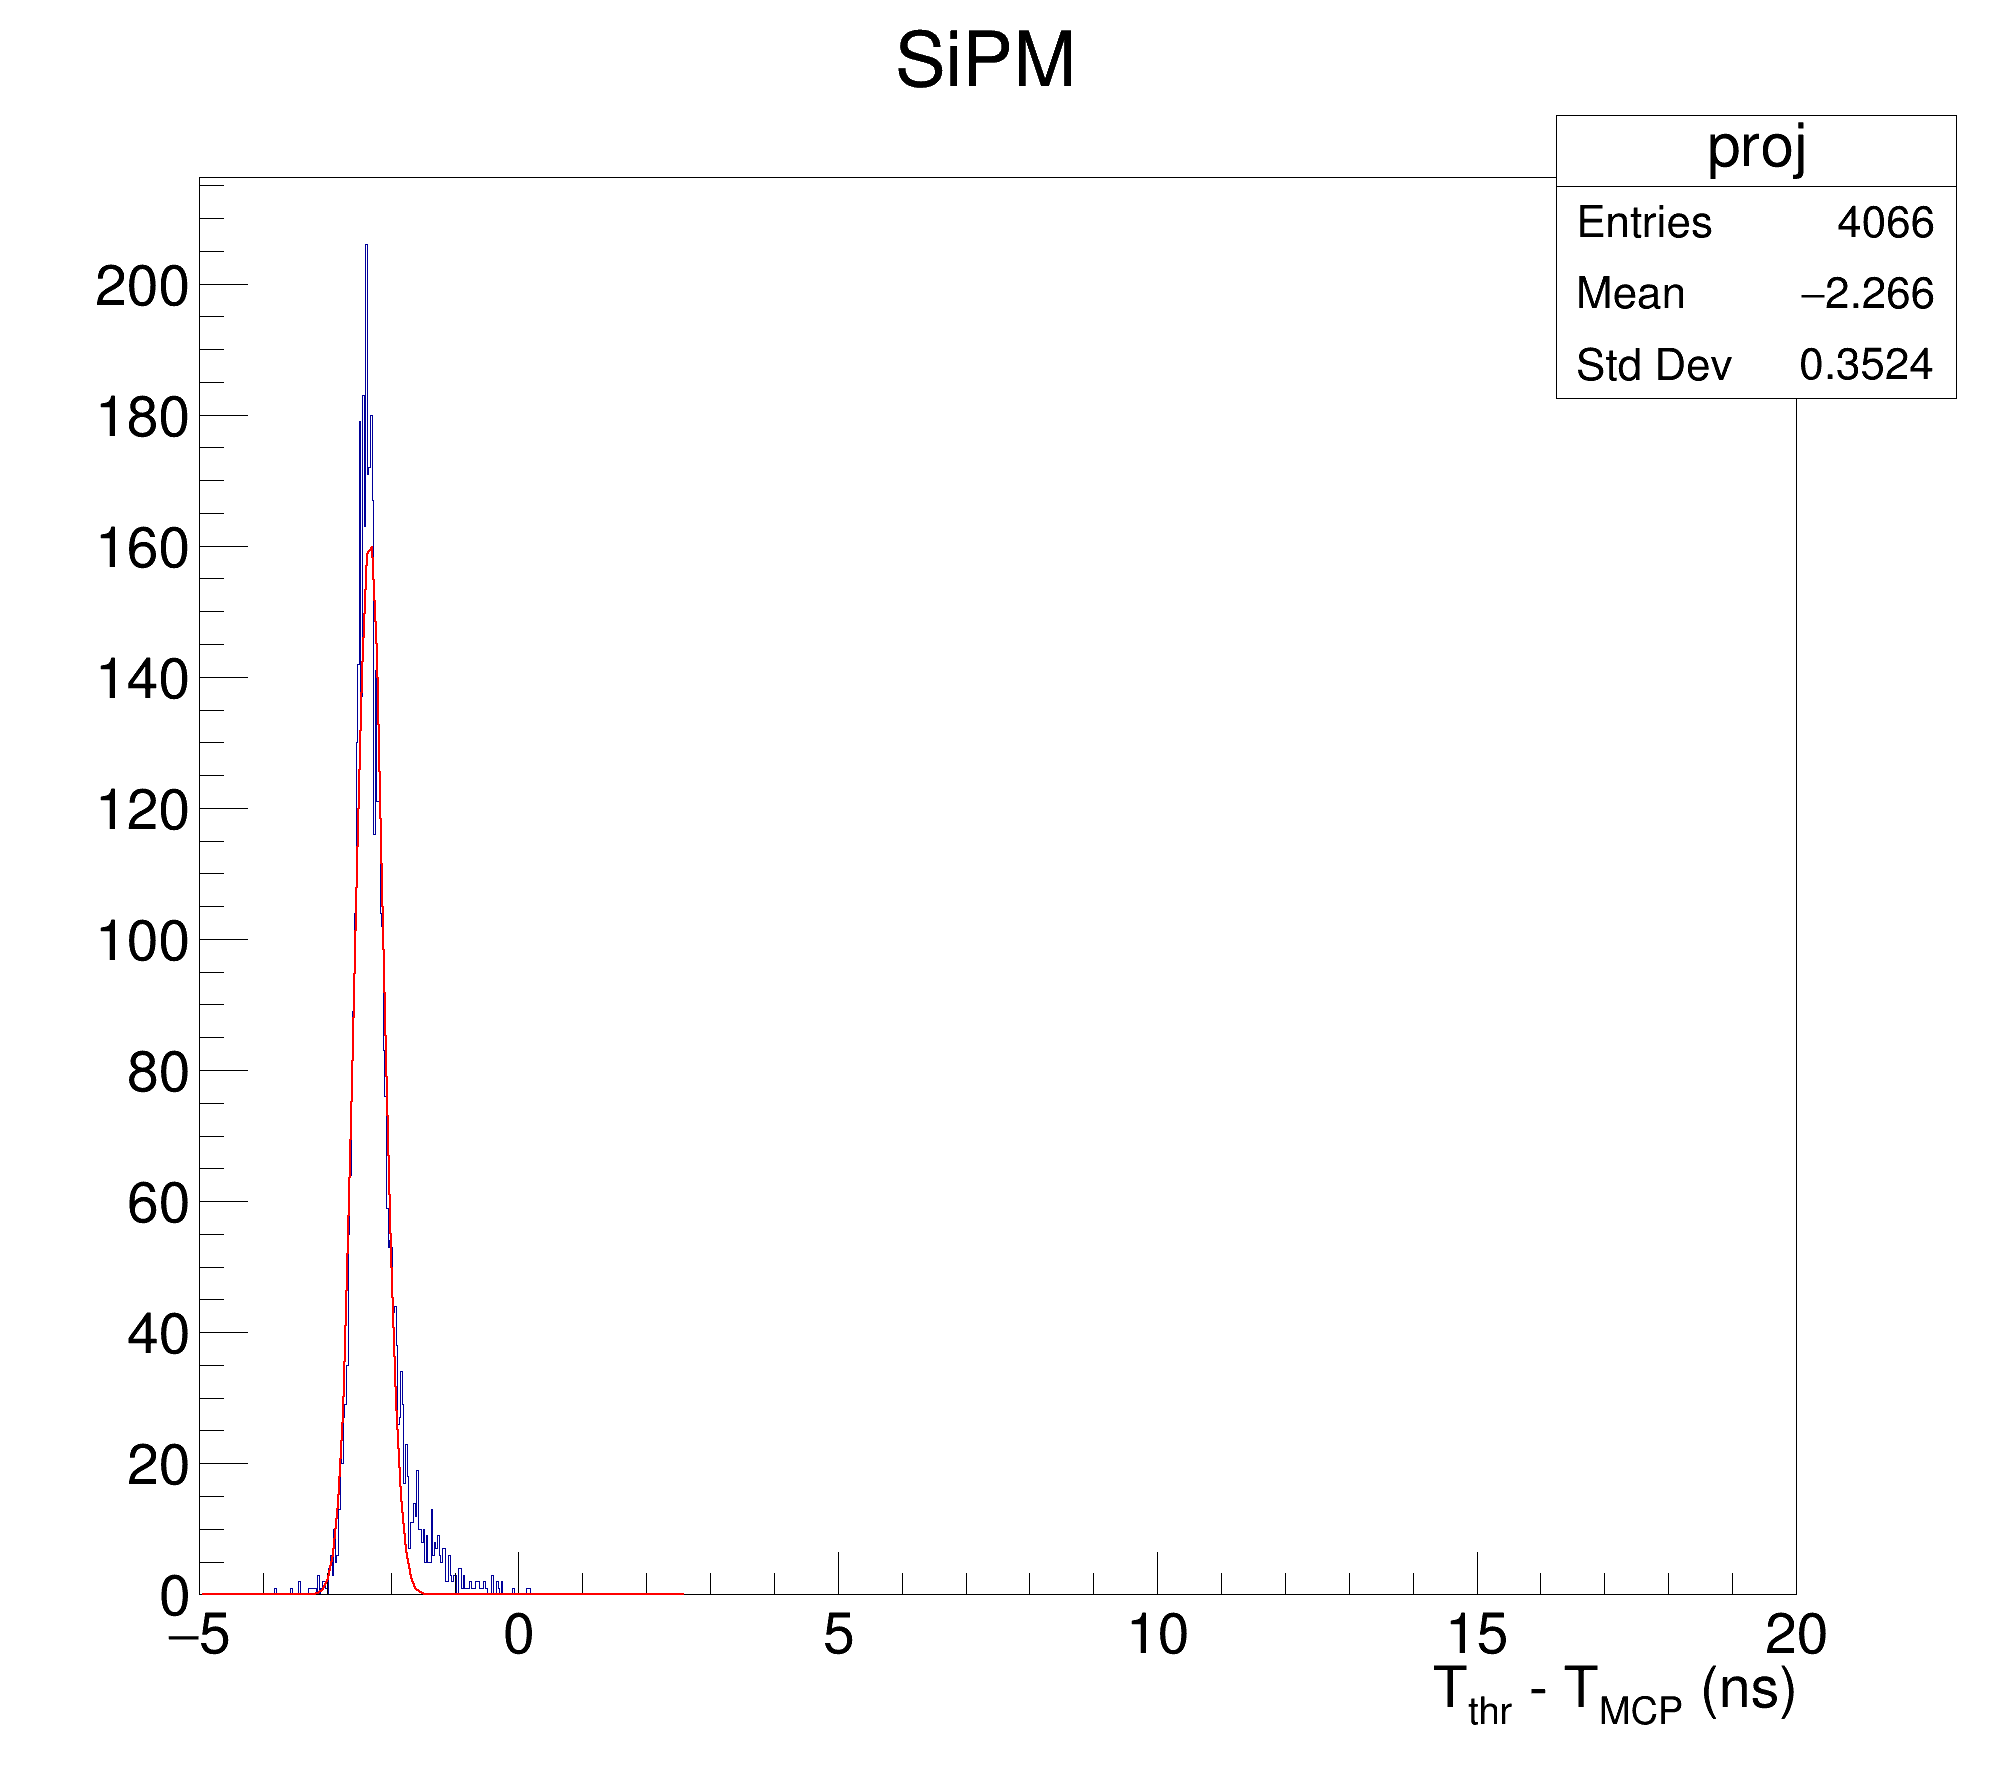 SiPM
proj
Entries 4066
Mean −2.266
Std Dev 0.3524
200
180
160
140
120
100
80
60
40
20
0
−5 0 5 10 15 20
T_thr - T_MCP (ns)